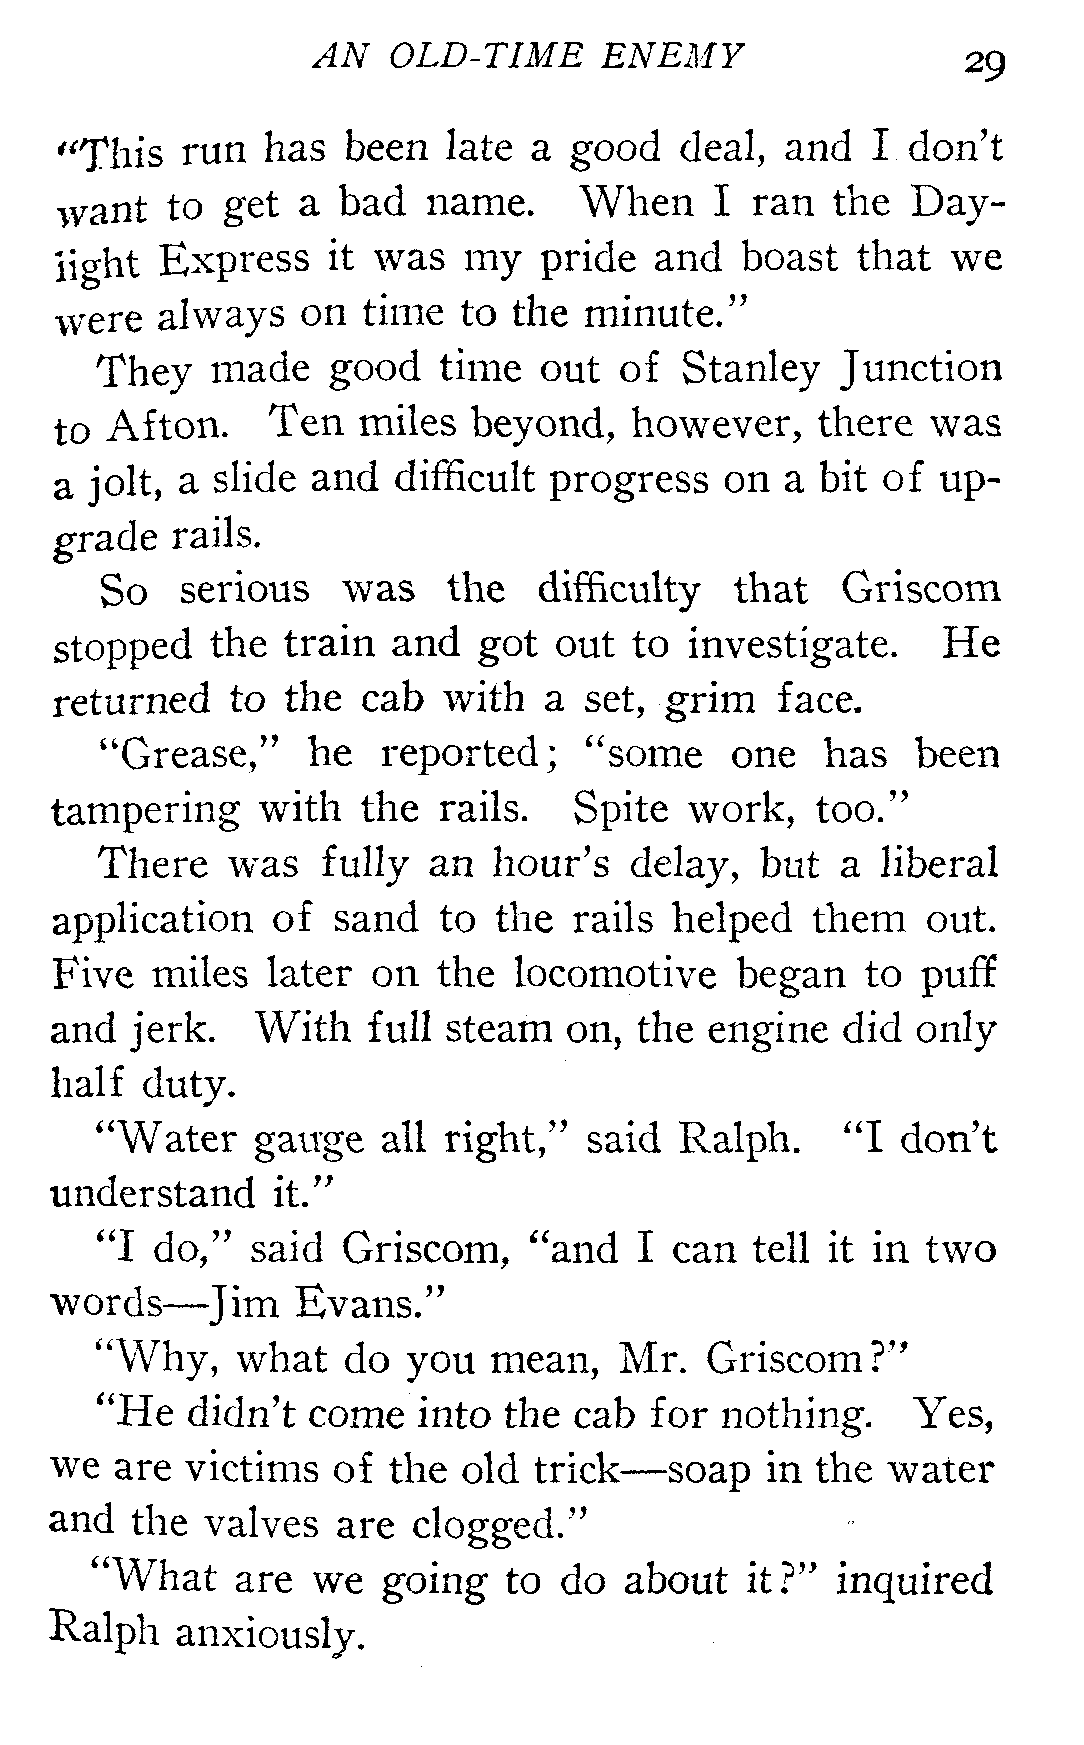 AN OLD-TIME ENEMY 29
"This run has been late a good deal, and I don't
want to get a bad name. When I ran the Day-
light Express it was my pride and boast that we
were always on time to the minute."
They made good time out of Stanley Junction
to Afton. Ten miles beyond, however, there was
a jolt, a slide and difficult progress on a bit of up-
grade rails.
So serious was the difficulty that Griscom
stopped the train and got out to investigate. He
returned to the cab with a set, grim face.
"Grease," he reported; "some one has been
tampering with the rails. Spite work, too."
There was fully an hour's delay, but a liberal
application of sand to the rails helped them out.
Five miles later on the locomotive began to puff
and jerk. With full steam on, the engine did only
half duty.
"Water gauge all right," said Ralph. "I don't
understand it."
"I do," said Griscom, "and I can tell it in two
words—Jim Evans."
"Why, what do you mean, Mr. Griscom?"
"He didn't come into the cab for nothing. Yes,
we are victims of the old trick—soap in the water
and the valves are clogged."
"What are we going to do about it?" inquired
Ralph anxiously.